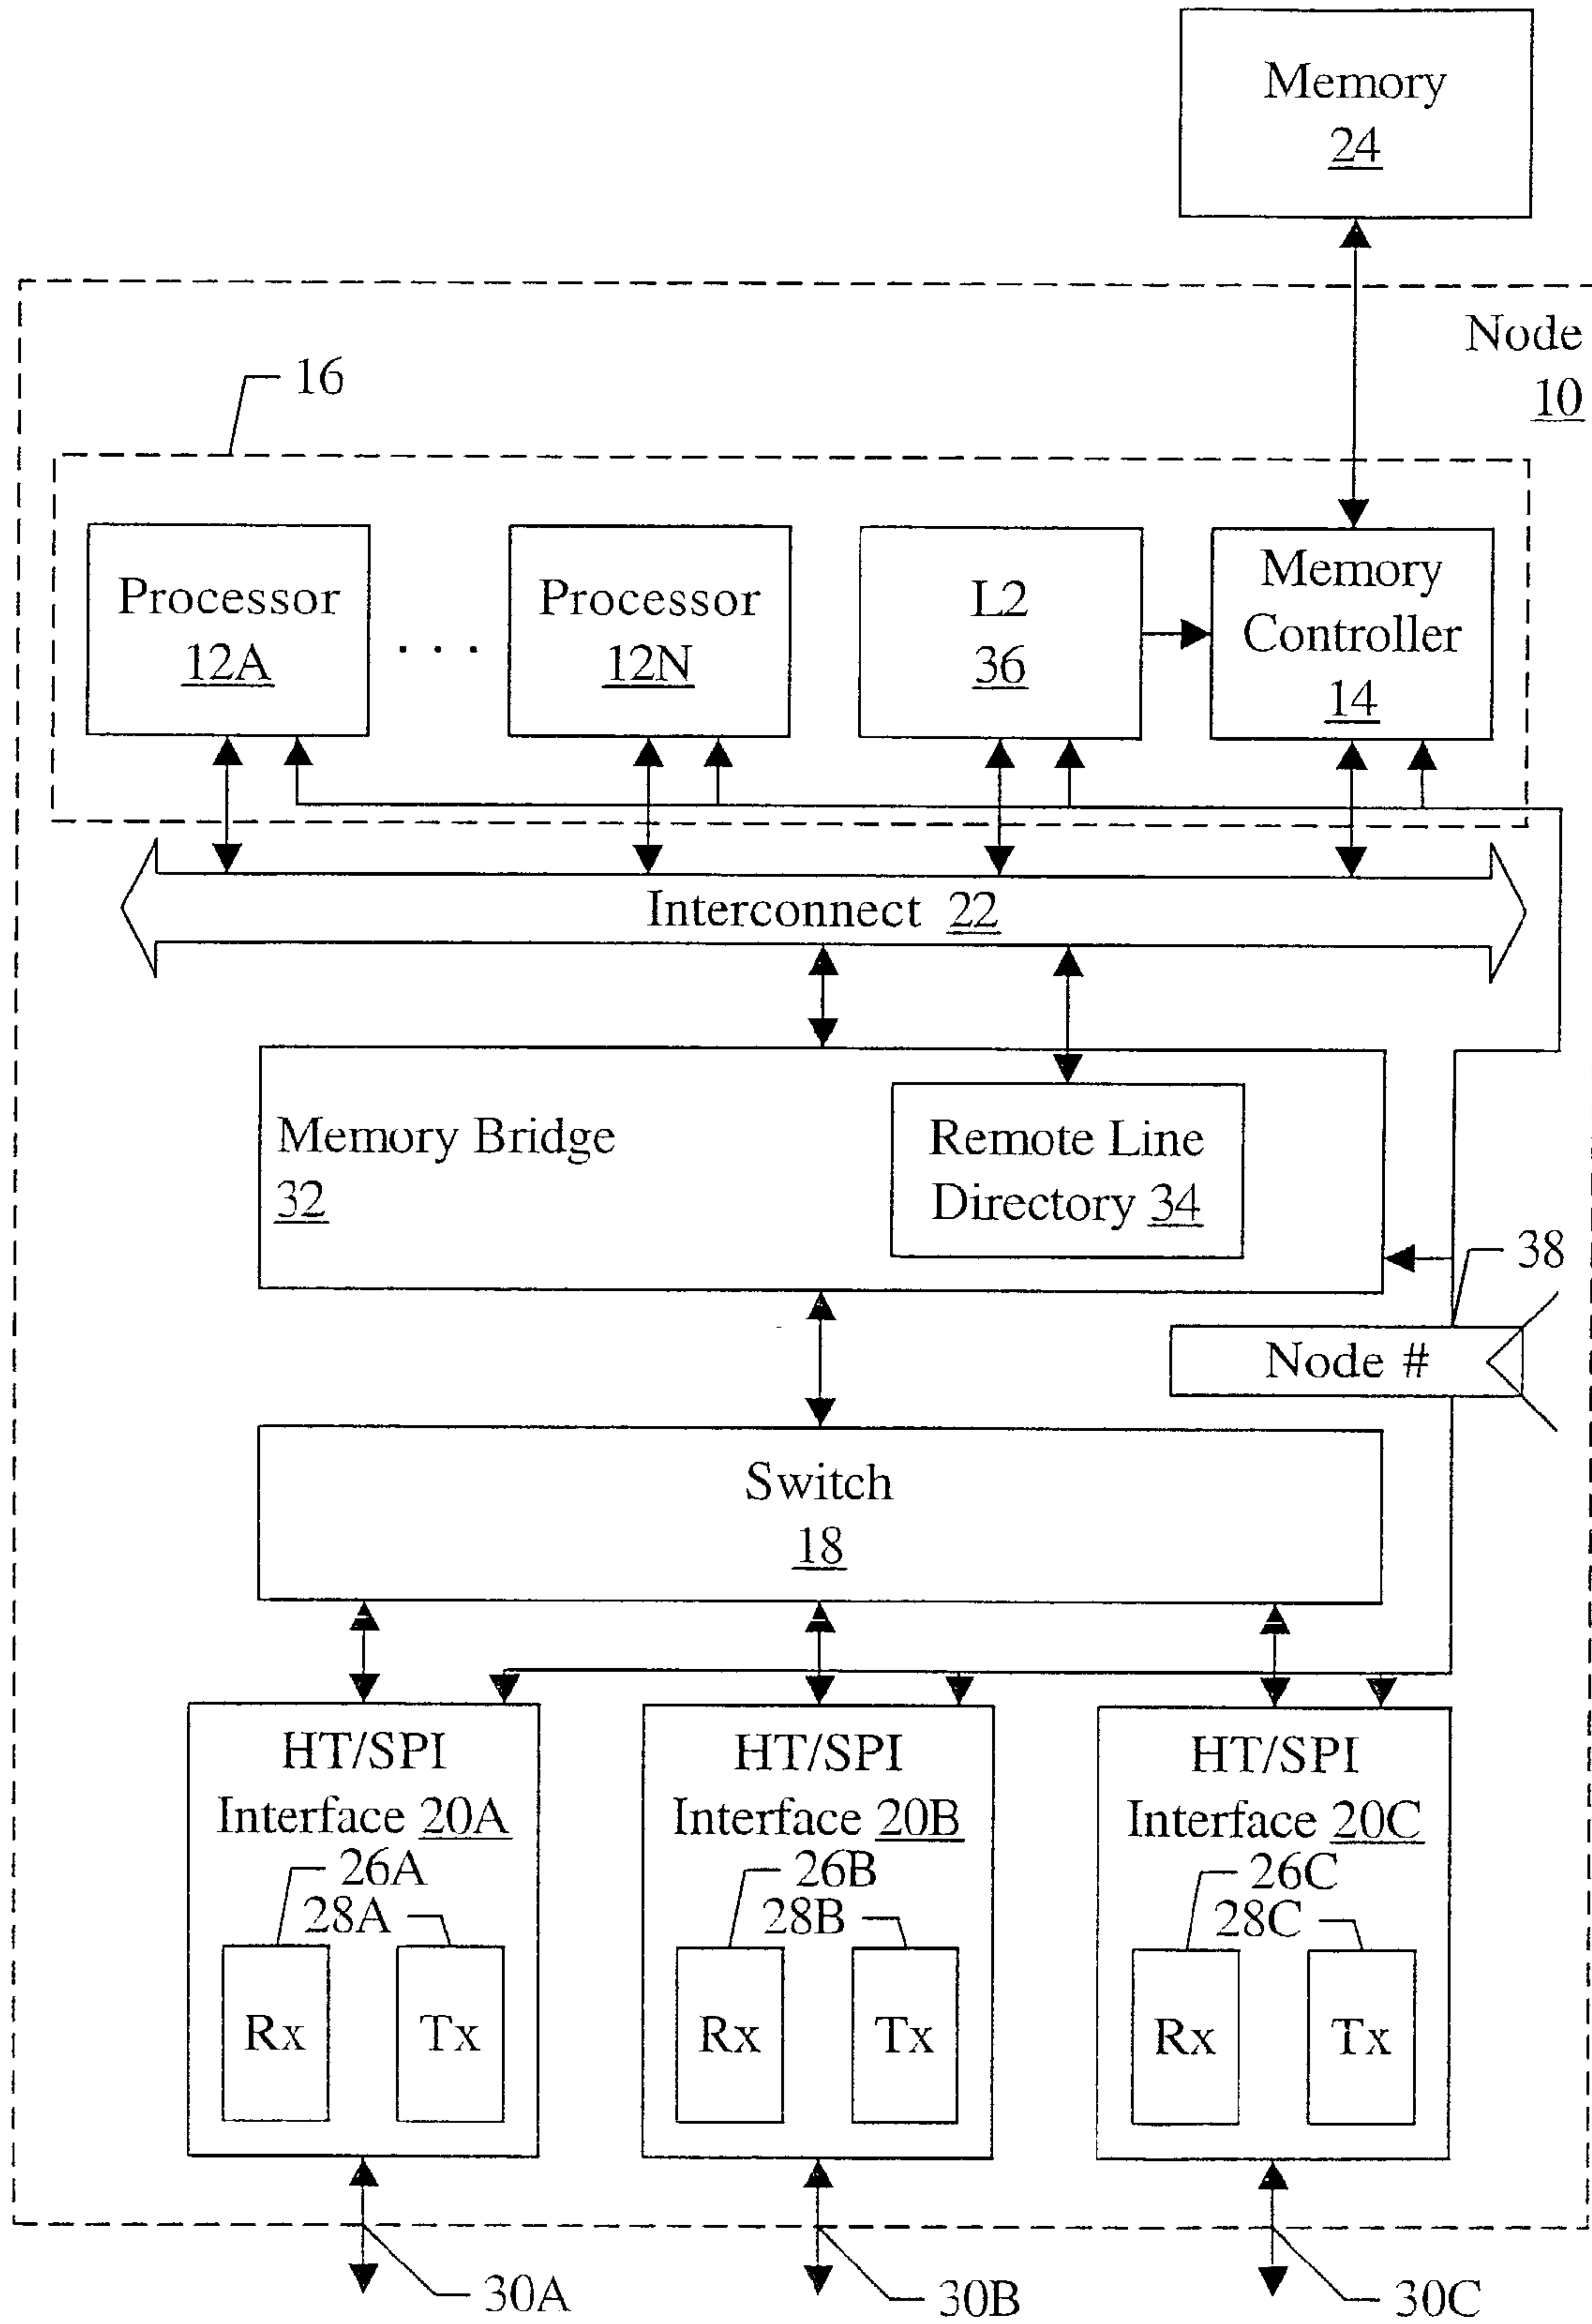 Memory
24
Node
10
16
Processor
12A
. . .
Processor
12N
L2
36
Memory
Controller
14
Interconnect 22
Memory Bridge
32
Remote Line
Directory 34
38
Node #
Switch
18
HT/SPI
Interface 20A
26A
28A
Rx
Tx
HT/SPI
Interface 20B
26B
28B
Rx
Tx
HT/SPI
Interface 20C
26C
28C
Rx
Tx
30A
30B
30C